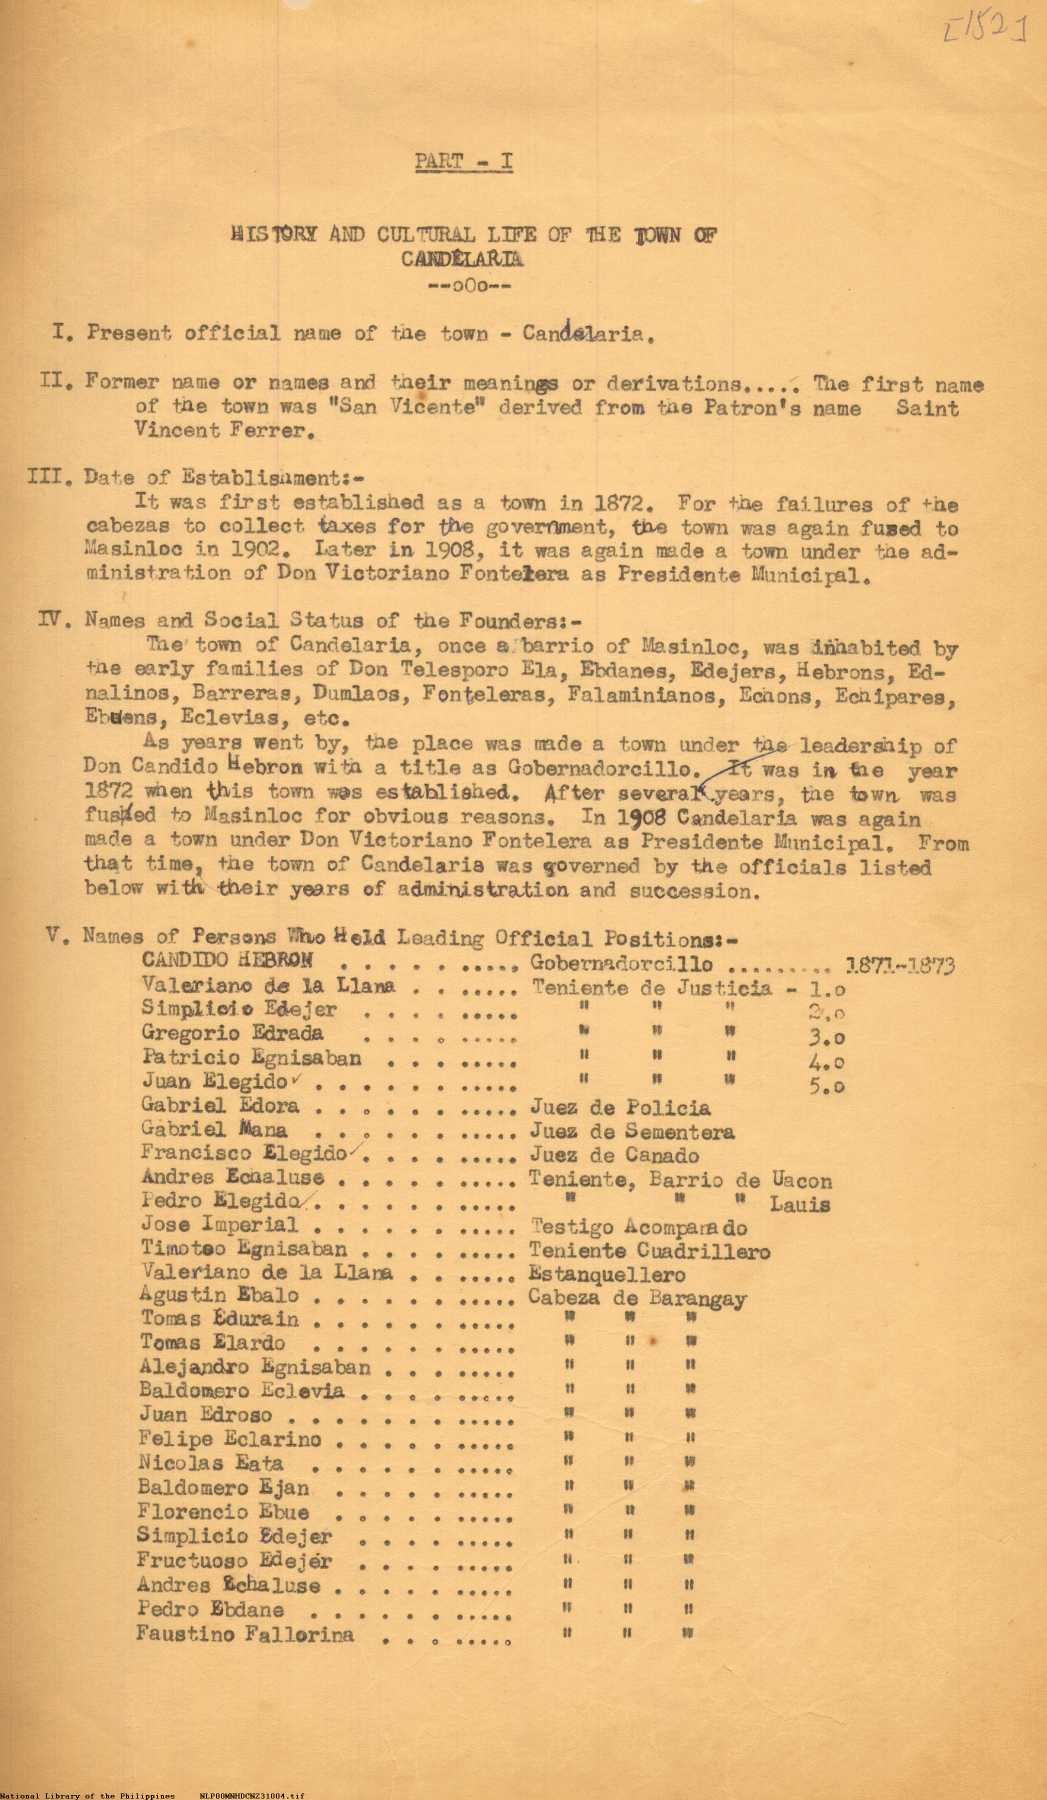 [152]
PART - I
HISTORY AND CULTURAL LIFE OF THE TOWN OF
CANDELARIA
--oOo--
I. Present official name of the town - Candelaria.
II. Former name or names and their meanings or derivations..... The first name
of the town was "San Vicente" derived from the Patron's name Saint
Vincent Ferrer.
III. Date of Establishment:-
It was first established as a town in 1872. For the failures of the
cabezas to collect taxes for the government, the town was again fused to
Masinloc in 1902. Later in 1908, it was again made a town under the ad-
ministration of Don Victoriano Fontelera as Presidente Municipal.
IV. Names and Social Status of the Founders:-
The town of Candelaria, once a barrio of Masinloc, was inhabited by
the early families of Don Telesporo Ela, Ebdanes, Edejers, Hebrons, Ed-
nalinos, Barreras, Dumlaos, Fonteleras, Falaminianos, Echons, Echipares,
Ebuens, Eclevias, etc.
As years went by, the place was made a town under the leadership of
Don Candido Hebron with a title as Gobernadorcillo. It was in the year
1872 when this town was established. After several years, the town was
fused to Masinloc for obvious reasons. In 1908 Candelaria was again
made a town under Don Victoriano Fontelera as Presidente Municipal. From
that time, the town of Candelaria was governed by the officials listed
below with their years of administration and succession.
V. Names of Persons Who Held Leading Official Positions:-
CANDIDO HEBRON . . . . . ..... Gobernadorcillo ......... 1871-1873
Valeriano de la Llana . . ...... Teniente de Justicia - 1.o
Simplicio Edejer . . . . ..... " " " 2.o
Gregorio Edrada . . . . ..... " " " 3.o
Patricio Egnisaban . . . ..... " " " 4.o
Juan Elegido . . . . . . ..... " " " 5.o
Gabriel Edora . . . . . . ..... Juez de Policia
Gabriel Mana . . . . . . ..... Juez de Sementera
Francisco Elegido . . . . ..... Juez de Canado
Andres Echaluse . . . . . ..... Teniente, Barrio de Uacon
Pedro Elegido . . . . . . ..... " " " Lauis
Jose Imperial . . . . . . ..... Testigo Acompanado
Timoteo Egnisaban . . . . ..... Teniente Cuadrillero
Valeriano de la Llana . . ...... Estanquellero
Agustin Ebalo . . . . . . ..... Cabeza de Barangay
Tomas Edurain . . . . . . ..... " " "
Tomas Elardo . . . . . . ..... " " "
Alejandro Egnisaban . . . ..... " " "
Baldomero Eclevia . . . . ..... " " "
Juan Edroso . . . . . . . ..... " " "
Felipe Eclarino . . . . . ..... " " "
Nicolas Eata . . . . . . ..... " " "
Baldomero Ejan . . . . . ..... " " "
Florencio Ebue . . . . . ..... " " "
Simplicio Edejer . . . . ..... " " "
Fructuoso Edejer . . . . ..... " " "
Andres Echaluse . . . . . ..... " " "
Pedro Ebdane . . . . . . ..... " " "
Faustino Fallorina . . . ..... " " "
National Library of the Philippines NLP00MNHDCNZ31004.tif